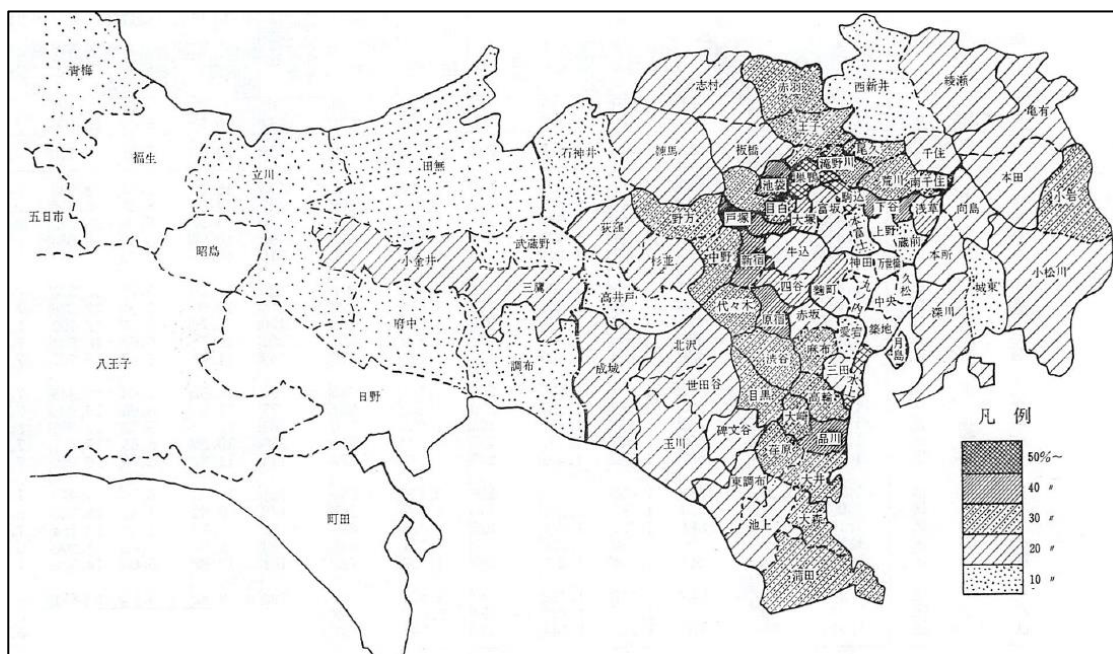 青梅
福生
五日市
立川
昭島
八王子
田無
小金井
武蔵野
三鷹
府中
調布
日野
町田
石神井
志村
赤羽
王子
西新井
綾瀬
亀有
練馬
板橋
滝野川
尾久
千住
本田
小岩
池袋
巣鴨
駒込
荒川
南千住
戸塚
目白
大塚
富坂
下谷
浅草
向島
荻窪
野方
本富士
上野
蔵前
杉並
中野
新宿
牛込
神田
万世橋
本所
小松川
高井戸
四谷
麹町
丸ノ内
久松
中央
城東
代々木
原宿
赤坂
深川
北沢
愛宕
築地
月島
成城
渋谷
麻布
世田谷
三田
目黒
高輪
玉川
碑文谷
大崎
品川
荏原
東調布
大井
池上
大森
蒲田
凡 例
50%~
40 〃
30 〃
20 〃
10 〃